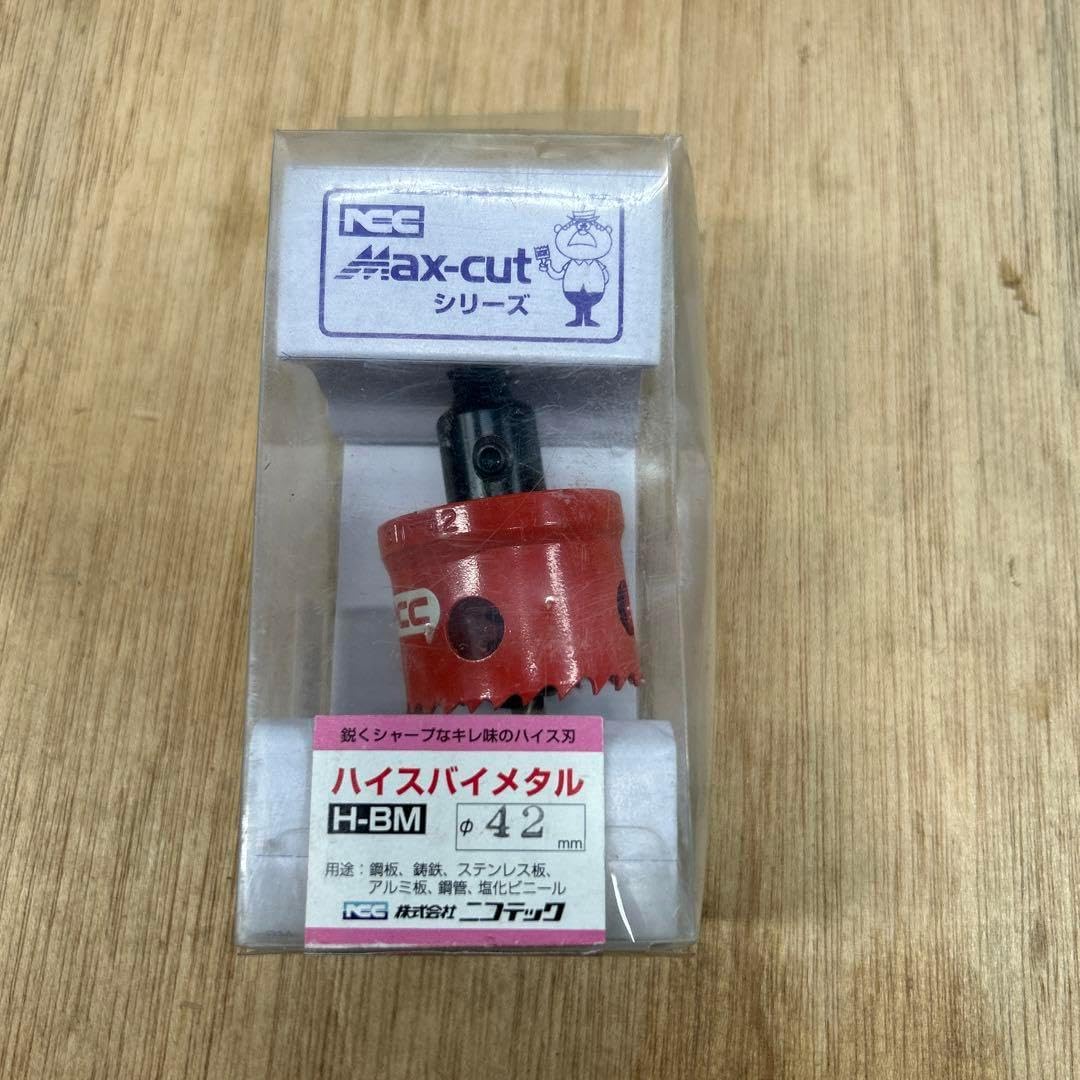 NCC
Max-cut
シリーズ
42
CC
鋭くシャープなキレ味のハイス刃
ハイスバイメタル
H-BM φ 42 mm
用途：鋼板、鋳鉄、ステンレス板、
アルミ板、鋼管、塩化ビニール
NCC 株式会社 ニコテック